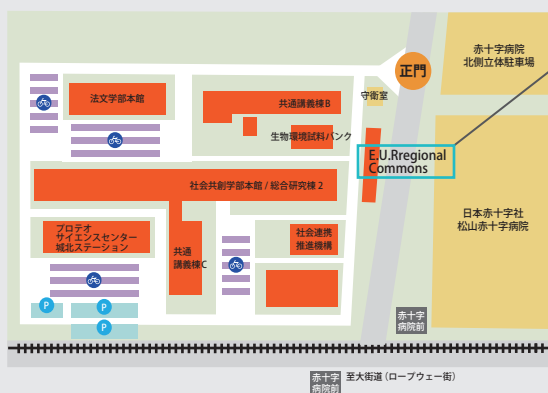 赤十字病院
北側立体駐車場
正門
守衛室
法文学部本館
共通講義棟B
生物環境試料バンク
E.U.Rregional
Commons
社会共創学部本館 / 総合研究棟 2
日本赤十字社
松山赤十字病院
プロテオ
サイエンスセンター
城北ステーション
共通
講義棟C
社会連携
推進機構
P
P
P
赤十字
病院前
赤十字
病院前
至大街道 (ロープウェー街)